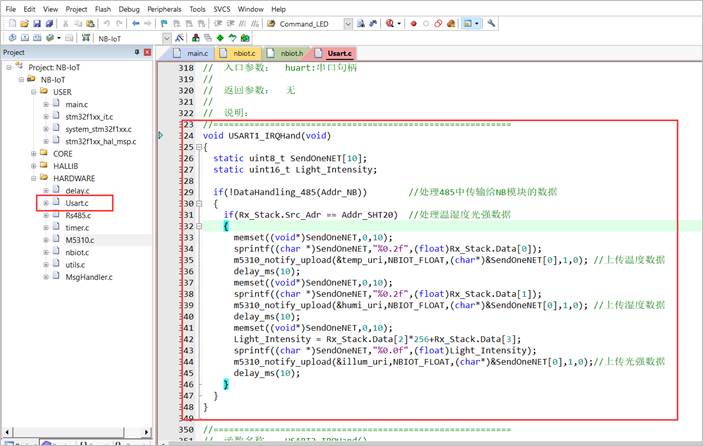 File Edit View Project Flash Debug Peripherals Tools SVCS Window Help
Command_LED
NB-IoT
Project
Project: NB-IoT
NB-IoT
USER
main.c
stm32f1xx_it.c
system_stm32f1xx.c
stm32f1xx_hal_msp.c
CORE
HALLIB
HARDWARE
delay.c
Usart.c
Rs485.c
timer.c
M5310.c
nbiot.c
utils.c
MsgHandler.c
main.c nbiot.c nbiot.h Usart.c
318 // 入口参数: huart:串口句柄
319 //
320 // 返回参数: 无
321 //
322 // 说明:
323 //==========================================================
324 void USART1_IRQHand(void)
325 {
326 static uint8_t SendOneNET[10];
327 static uint16_t Light_Intensity;
328
329 if(!DataHandling_485(Addr_NB)) //处理485中传输给NB模块的数据
330 {
331 if(Rx_Stack.Src_Adr == Addr_SHT20) //处理温湿度光强数据
332 {
333 memset((void*)SendOneNET,0,10);
334 sprintf((char *)SendOneNET,"%0.2f",(float)Rx_Stack.Data[0]);
335 m5310_notify_upload(&temp_uri,NBIOT_FLOAT,(char*)&SendOneNET[0],1,0); //上传温度数据
336 delay_ms(10);
337 memset((void*)SendOneNET,0,10);
338 sprintf((char *)SendOneNET,"%0.2f",(float)Rx_Stack.Data[1]);
339 m5310_notify_upload(&humi_uri,NBIOT_FLOAT,(char*)&SendOneNET[0],1,0); //上传湿度数据
340 delay_ms(10);
341 memset((void*)SendOneNET,0,10);
342 Light_Intensity = Rx_Stack.Data[2]*256+Rx_Stack.Data[3];
343 sprintf((char *)SendOneNET,"%0.0f",(float)Light_Intensity);
344 m5310_notify_upload(&illum_uri,NBIOT_FLOAT,(char*)&SendOneNET[0],1,0);//上传光强数据
345 delay_ms(10);
346 }
347 }
348 }
349
350 //==========================================================